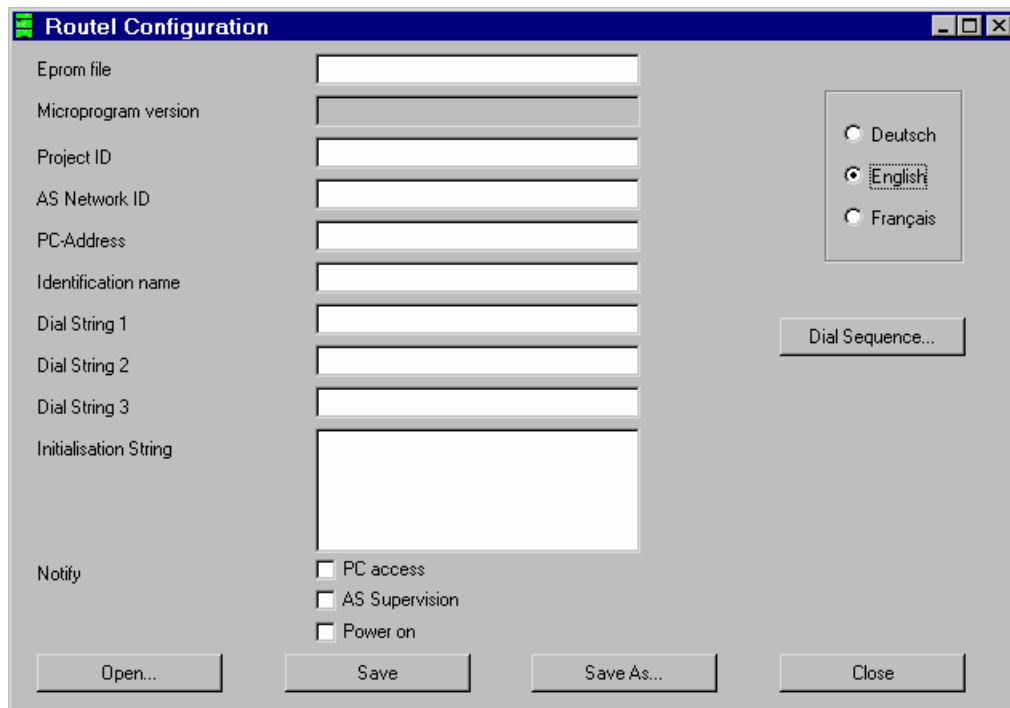 Routel Configuration
Eprom file
Microprogram version
Project ID
AS Network ID
PC-Address
Identification name
Dial String 1
Dial String 2
Dial String 3
Initialisation String
Notify
PC access
AS Supervision
Power on
Deutsch
English
Français
Dial Sequence...
Open...
Save
Save As...
Close